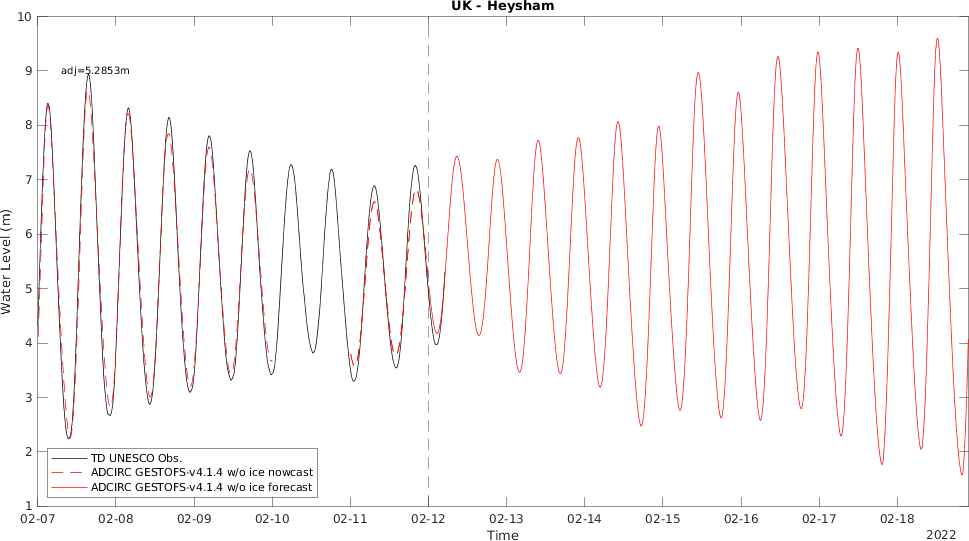 UK - Heysham
10
9
8
7
6
5
4
3
2
1
Water Level (m)
adj=5.2853m
TD UNESCO Obs.
ADCIRC GESTOFS-v4.1.4 w/o ice nowcast
ADCIRC GESTOFS-v4.1.4 w/o ice forecast
02-07 02-08 02-09 02-10 02-11 02-12 02-13 02-14 02-15 02-16 02-17 02-18
Time
2022